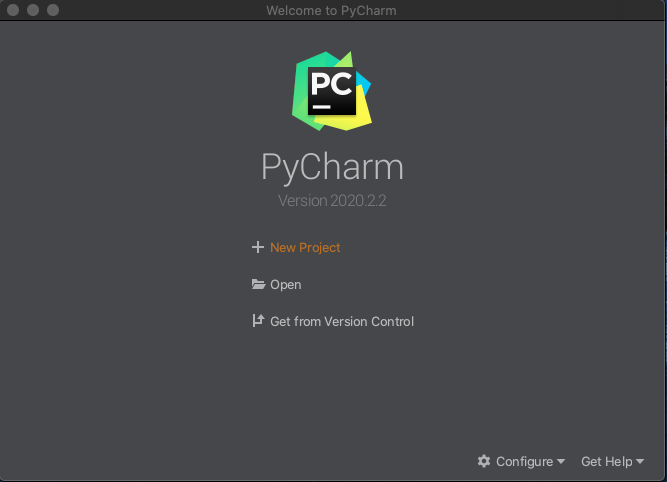 Welcome to PyCharm
PC
PyCharm
Version 2020.2.2
New Project
Open
Get from Version Control
Configure
Get Help